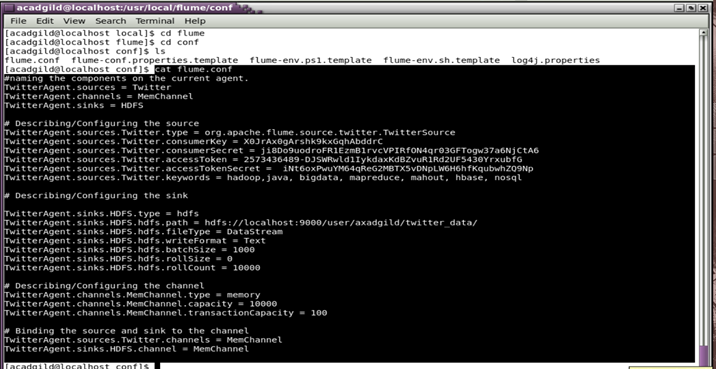 acadgild@localhost:/usr/local/flume/conf
File Edit View Search Terminal Help
[acadgild@localhost local]$ cd flume
[acadgild@localhost flume]$ cd conf
[acadgild@localhost conf]$ ls
flume.conf flume-conf.properties.template flume-env.ps1.template flume-env.sh.template log4j.properties
[acadgild@localhost conf]$ cat flume.conf
#naming the components on the current agent.
TwitterAgent.sources = Twitter
TwitterAgent.channels = MemChannel
TwitterAgent.sinks = HDFS
# Describing/Configuring the source
TwitterAgent.sources.Twitter.type = org.apache.flume.source.twitter.TwitterSource
TwitterAgent.sources.Twitter.consumerKey = X0JrAx0gArshk9kxGqhAbddrC
TwitterAgent.sources.Twitter.consumerSecret = ji8Do9uodroFR1EzmB1rvcVPIRfON4qr03GFTogw37a6NjCtA6
TwitterAgent.sources.Twitter.accessToken = 2573436489-DJSWRwld1IykdaxKdBZvuR1Rd2UF5430YrxubfG
TwitterAgent.sources.Twitter.accessTokenSecret = iNt6oxPwuYM64qReG2MBTX5vDNpLW6H6hfKqubwhZQ9Np
TwitterAgent.sources.Twitter.keywords = hadoop,java, bigdata, mapreduce, mahout, hbase, nosql
# Describing/Configuring the sink
TwitterAgent.sinks.HDFS.type = hdfs
TwitterAgent.sinks.HDFS.hdfs.path = hdfs://localhost:9000/user/axadgild/twitter_data/
TwitterAgent.sinks.HDFS.hdfs.fileType = DataStream
TwitterAgent.sinks.HDFS.hdfs.writeFormat = Text
TwitterAgent.sinks.HDFS.hdfs.batchSize = 1000
TwitterAgent.sinks.HDFS.hdfs.rollSize = 0
TwitterAgent.sinks.HDFS.hdfs.rollCount = 10000
# Describing/Configuring the channel
TwitterAgent.channels.MemChannel.type = memory
TwitterAgent.channels.MemChannel.capacity = 10000
TwitterAgent.channels.MemChannel.transactionCapacity = 100
# Binding the source and sink to the channel
TwitterAgent.sources.Twitter.channels = MemChannel
TwitterAgent.sinks.HDFS.channel = MemChannel
[acadgild@localhost conf]$